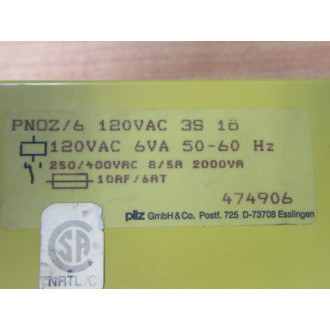 PNOZ/6 120VAC 3S 1ö
120VAC 6VA 50-60 Hz
250/400VAC 8/5A 2000VA
10AF/6AT
474906
pilz GmbH & Co. Postf. 725 D-73708 Esslingen
SA
NRTL/C